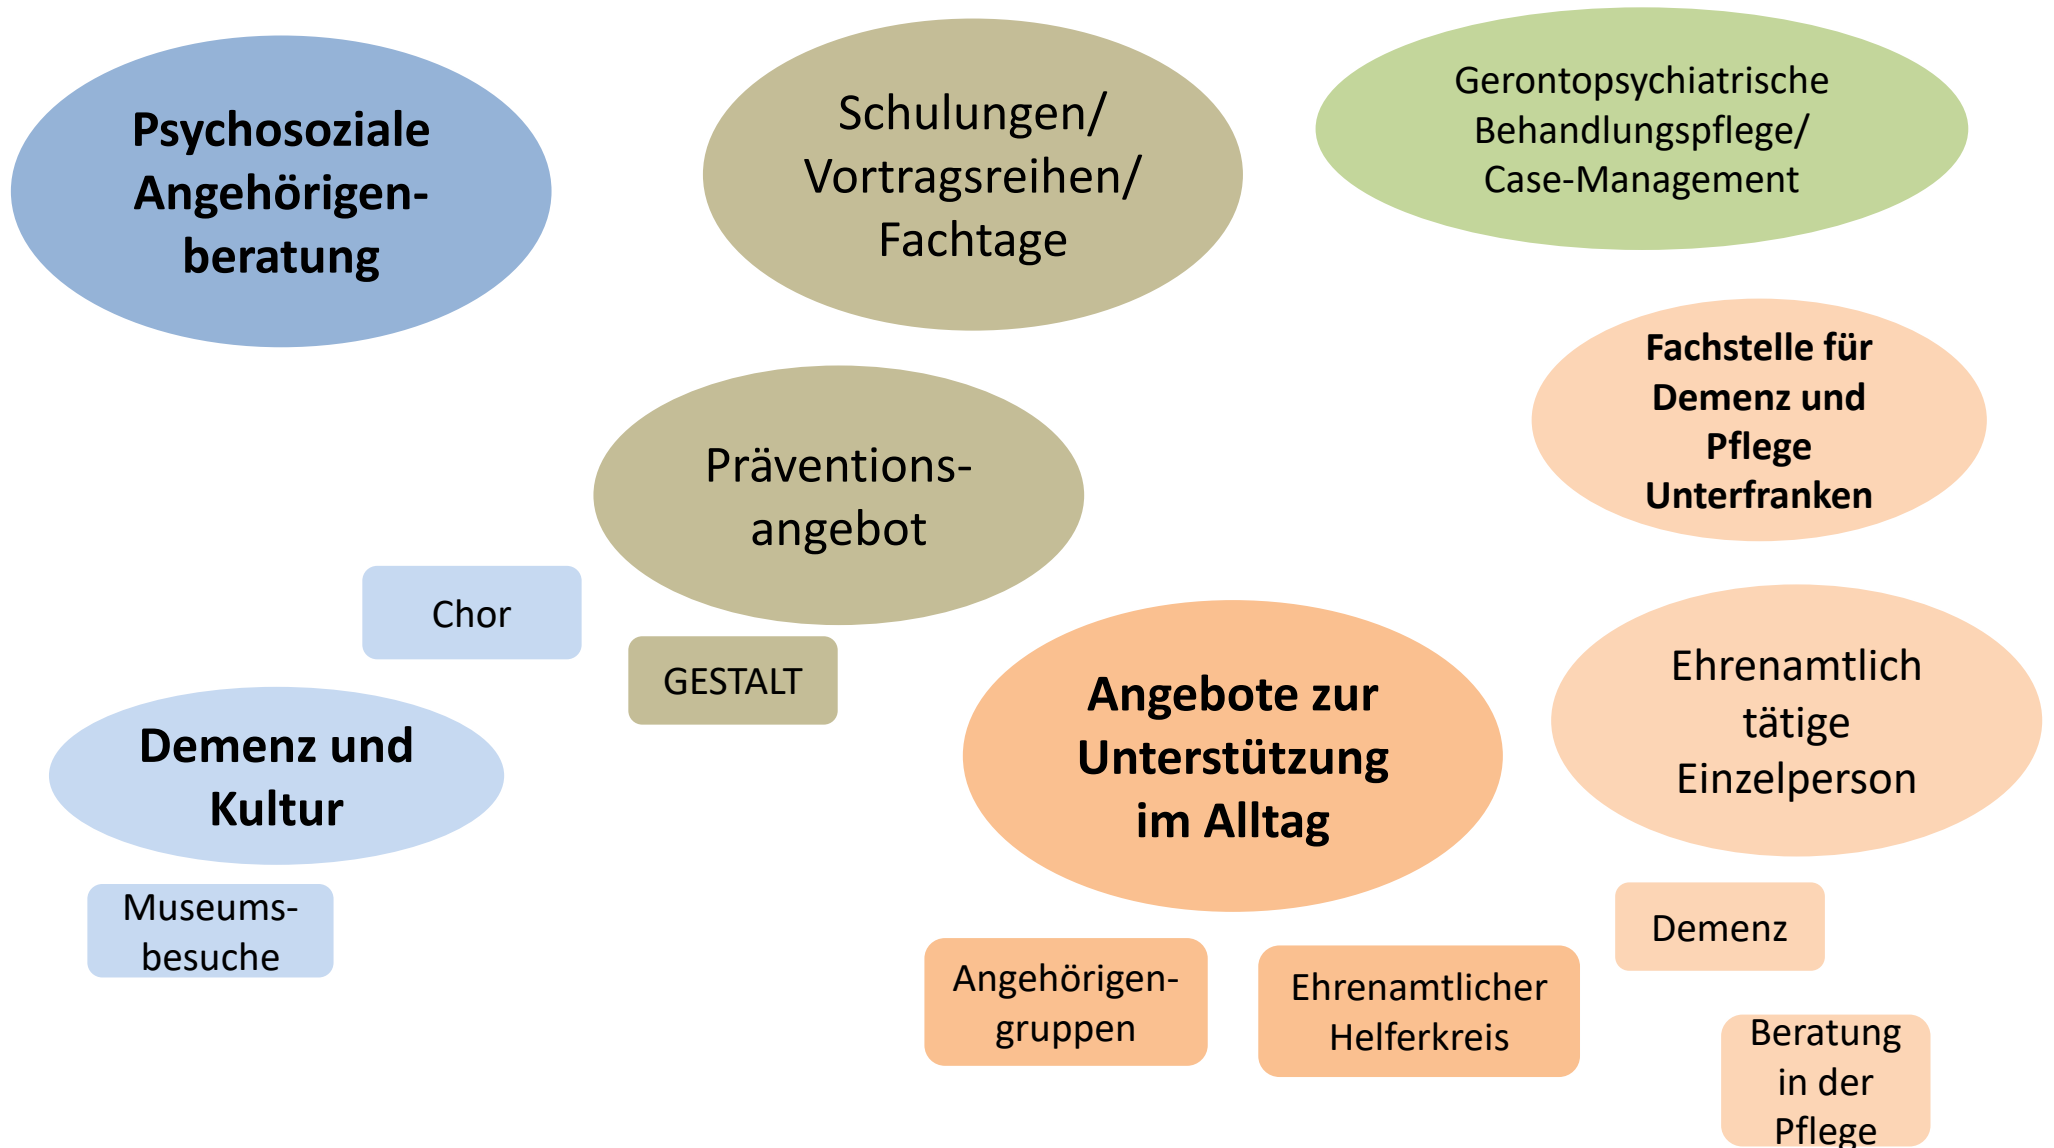 Psychosoziale
Angehörigen-
beratung
Schulungen/
Vortragsreihen/
Fachtage
Gerontopsychiatrische
Behandlungspflege/
Case-Management
Fachstelle für
Demenz und
Pflege
Unterfranken
Präventions-
angebot
Chor
GESTALT
Demenz und
Kultur
Museums-
besuche
Angebote zur
Unterstützung
im Alltag
Ehrenamtlich
tätige
Einzelperson
Angehörigen-
gruppen
Ehrenamtlicher
Helferkreis
Demenz
Beratung
in der
Pflege